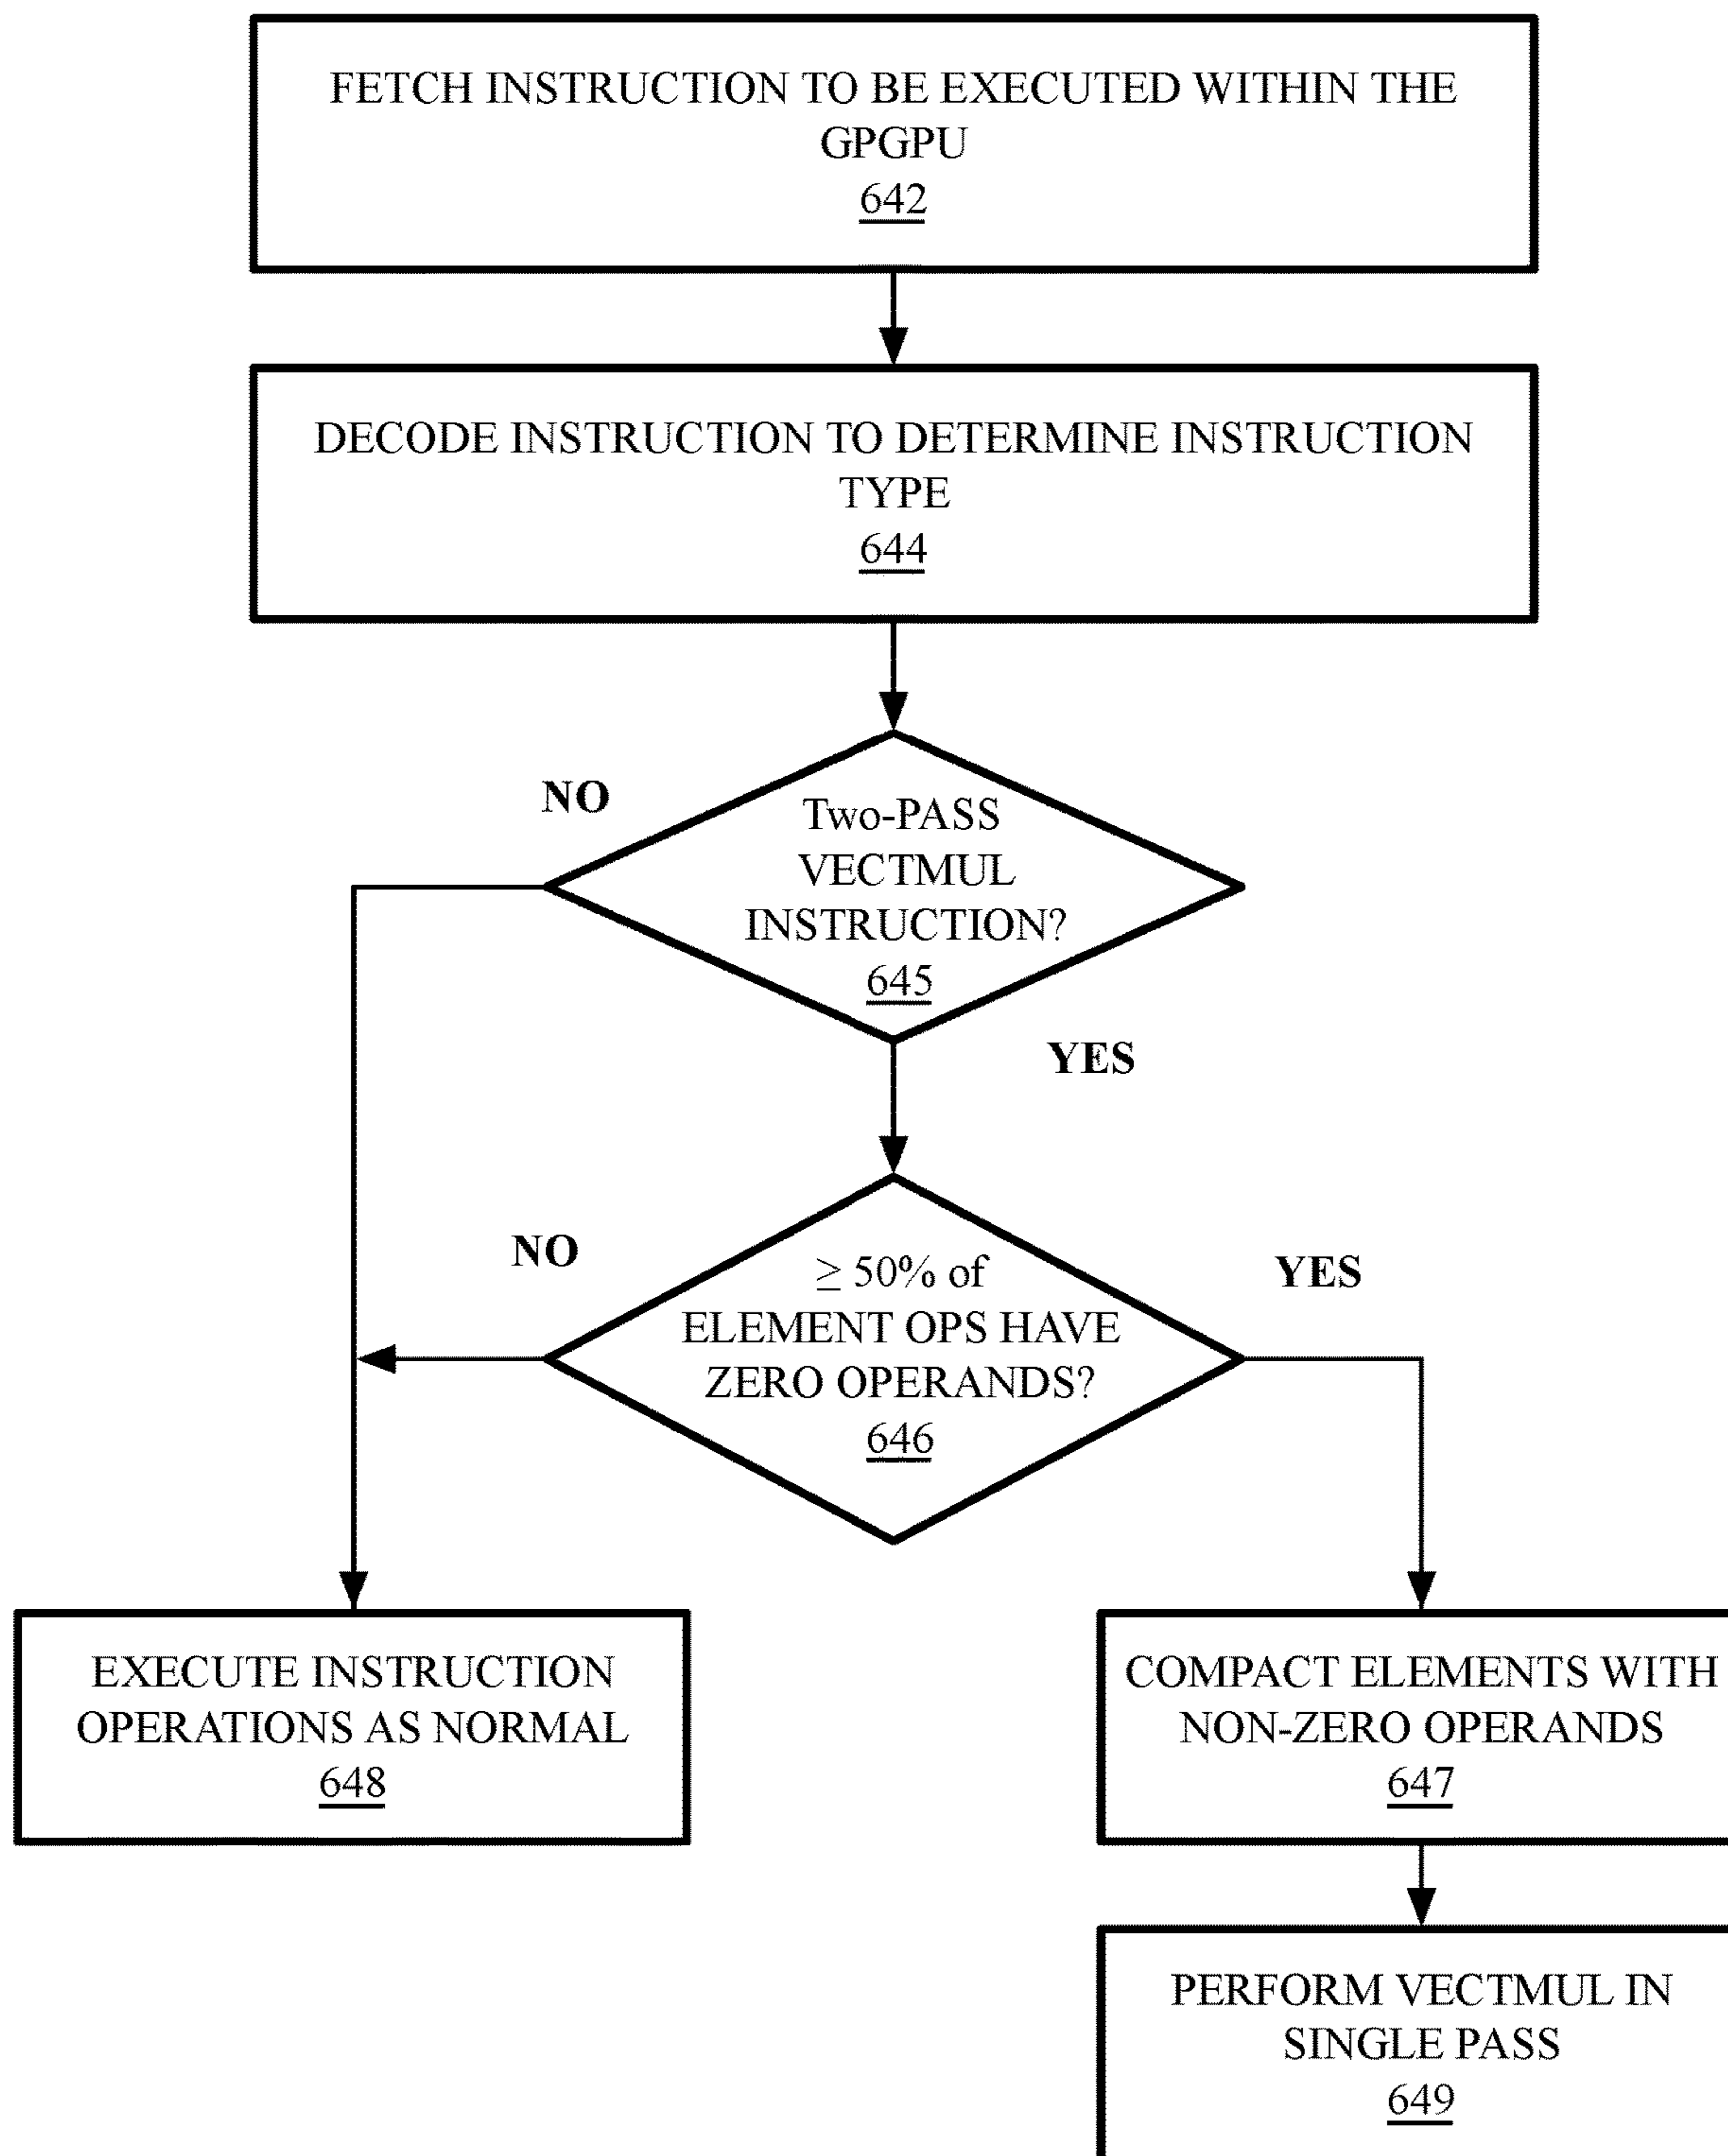 FETCH INSTRUCTION TO BE EXECUTED WITHIN THE
GPGPU
642
DECODE INSTRUCTION TO DETERMINE INSTRUCTION
TYPE
644
NO
Two-PASS
VECTMUL
INSTRUCTION?
645
YES
NO
≥ 50% of
ELEMENT OPS HAVE
ZERO OPERANDS?
646
YES
EXECUTE INSTRUCTION
OPERATIONS AS NORMAL
648
COMPACT ELEMENTS WITH
NON-ZERO OPERANDS
647
PERFORM VECTMUL IN
SINGLE PASS
649